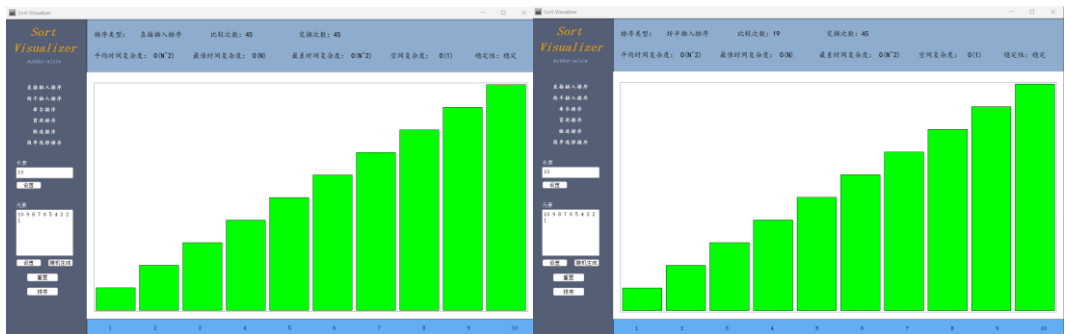 Sort Visualizer
Sort
Visualizer
排序类型: 直接插入排序 比较次数: 45 交换次数: 45
平均时间复杂度: O(N^2) 最佳时间复杂度: O(N) 最差时间复杂度: O(N^2) 空间复杂度: O(1) 稳定性: 稳定
直接插入排序
折半插入排序
希尔排序
冒泡排序
快速排序
简单选择排序
长度
10
设置
元素
10 9 8 7 6 5 4 3 2
1
设置 随机生成
重置
排序
1 2 3 4 5 6 7 8 9 10
Sort Visualizer
Sort
Visualizer
排序类型: 折半插入排序 比较次数: 19 交换次数: 45
平均时间复杂度: O(N^2) 最佳时间复杂度: O(N) 最差时间复杂度: O(N^2) 空间复杂度: O(1) 稳定性: 稳定
直接插入排序
折半插入排序
希尔排序
冒泡排序
快速排序
简单选择排序
长度
10
设置
元素
10 9 8 7 6 5 4 3 2
1
设置 随机生成
重置
排序
1 2 3 4 5 6 7 8 9 10